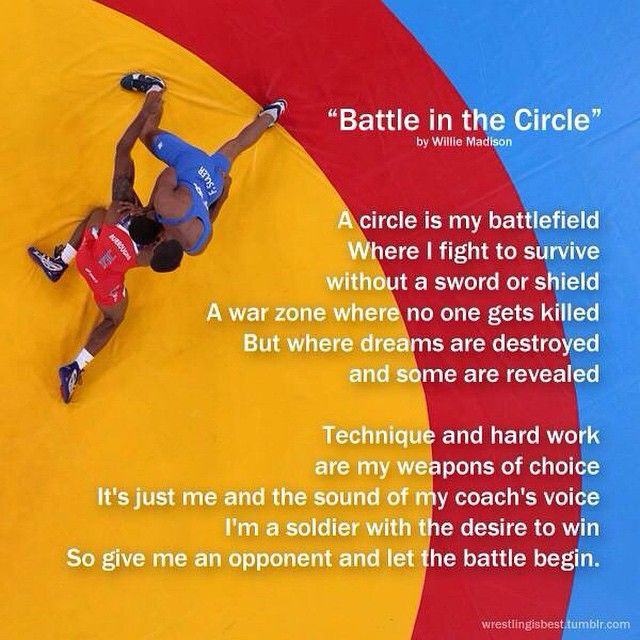 “Battle in the Circle”
by Willie Madison
A circle is my battlefield
Where I fight to survive
without a sword or shield
A war zone where no one gets killed
But where dreams are destroyed
and some are revealed
Technique and hard work
are my weapons of choice
It's just me and the sound of my coach's voice
I'm a soldier with the desire to win
So give me an opponent and let the battle begin.
wrestlingisbest.tumblr.com